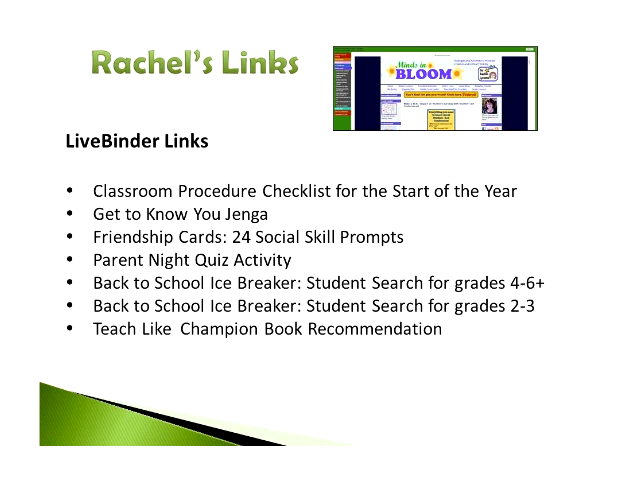 Rachel's Links
Minds in
BLOOM
LiveBinder Links
• Classroom Procedure Checklist for the Start of the Year
• Get to Know You Jenga
• Friendship Cards: 24 Social Skill Prompts
• Parent Night Quiz Activity
• Back to School Ice Breaker: Student Search for grades 4-6+
• Back to School Ice Breaker: Student Search for grades 2-3
• Teach Like Champion Book Recommendation